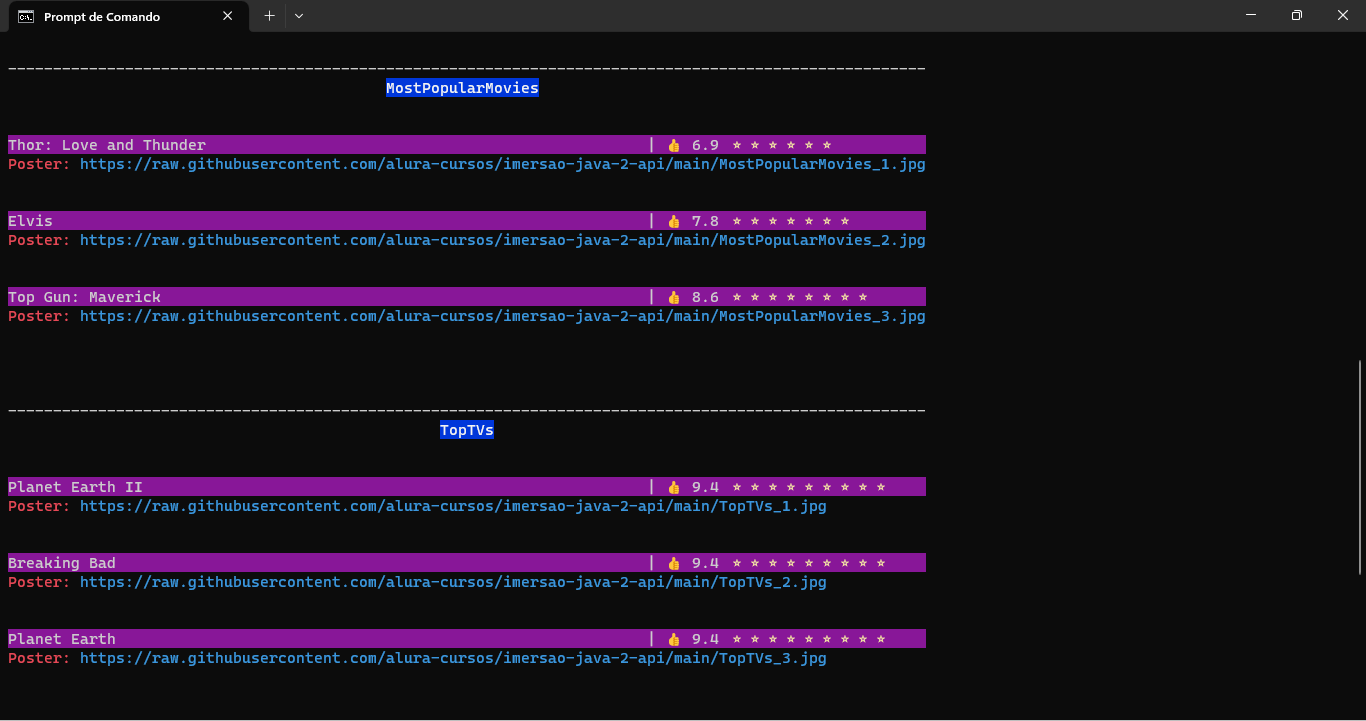 Prompt de Comando
MostPopularMovies
Thor: Love and Thunder | 👍 6.9 ⭐ ⭐ ⭐ ⭐ ⭐ ⭐
Poster: https://raw.githubusercontent.com/alura-cursos/imersao-java-2-api/main/MostPopularMovies_1.jpg
Elvis | 👍 7.8 ⭐ ⭐ ⭐ ⭐ ⭐ ⭐ ⭐
Poster: https://raw.githubusercontent.com/alura-cursos/imersao-java-2-api/main/MostPopularMovies_2.jpg
Top Gun: Maverick | 👍 8.6 ⭐ ⭐ ⭐ ⭐ ⭐ ⭐ ⭐ ⭐
Poster: https://raw.githubusercontent.com/alura-cursos/imersao-java-2-api/main/MostPopularMovies_3.jpg
TopTVs
Planet Earth II | 👍 9.4 ⭐ ⭐ ⭐ ⭐ ⭐ ⭐ ⭐ ⭐ ⭐
Poster: https://raw.githubusercontent.com/alura-cursos/imersao-java-2-api/main/TopTVs_1.jpg
Breaking Bad | 👍 9.4 ⭐ ⭐ ⭐ ⭐ ⭐ ⭐ ⭐ ⭐ ⭐
Poster: https://raw.githubusercontent.com/alura-cursos/imersao-java-2-api/main/TopTVs_2.jpg
Planet Earth | 👍 9.4 ⭐ ⭐ ⭐ ⭐ ⭐ ⭐ ⭐ ⭐ ⭐
Poster: https://raw.githubusercontent.com/alura-cursos/imersao-java-2-api/main/TopTVs_3.jpg